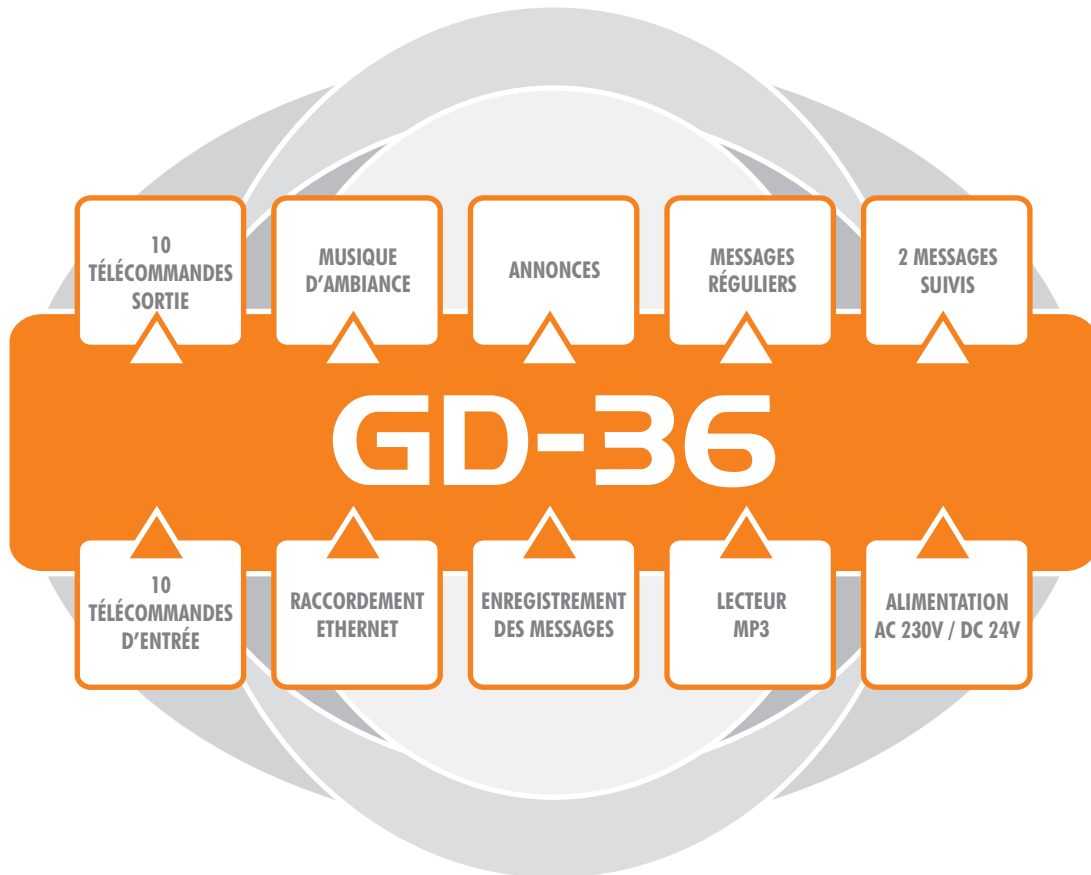 10
TÉLÉCOMMANDES
SORTIE
MUSIQUE
D'AMBIANCE
ANNONCES
MESSAGES
RÉGULIERS
2 MESSAGES
SUIVIS
GD-36
10
TÉLÉCOMMANDES
D'ENTRÉE
RACCORDEMENT
ETHERNET
ENREGISTREMENT
DES MESSAGES
LECTEUR
MP3
ALIMENTATION
AC 230V / DC 24V